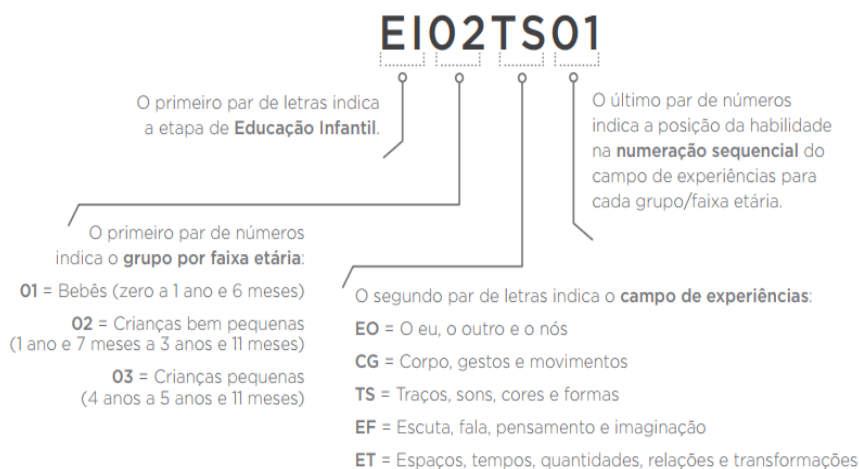 EI02TS01
O primeiro par de letras indica
a etapa de Educação Infantil.
O último par de números
indica a posição da habilidade
na numeração sequencial do
campo de experiências para
cada grupo/faixa etária.
O primeiro par de números
indica o grupo por faixa etária:
01 = Bebês (zero a 1 ano e 6 meses)
02 = Crianças bem pequenas
(1 ano e 7 meses a 3 anos e 11 meses)
03 = Crianças pequenas
(4 anos a 5 anos e 11 meses)
O segundo par de letras indica o campo de experiências:
EO = O eu, o outro e o nós
CG = Corpo, gestos e movimentos
TS = Traços, sons, cores e formas
EF = Escuta, fala, pensamento e imaginação
ET = Espaços, tempos, quantidades, relações e transformações